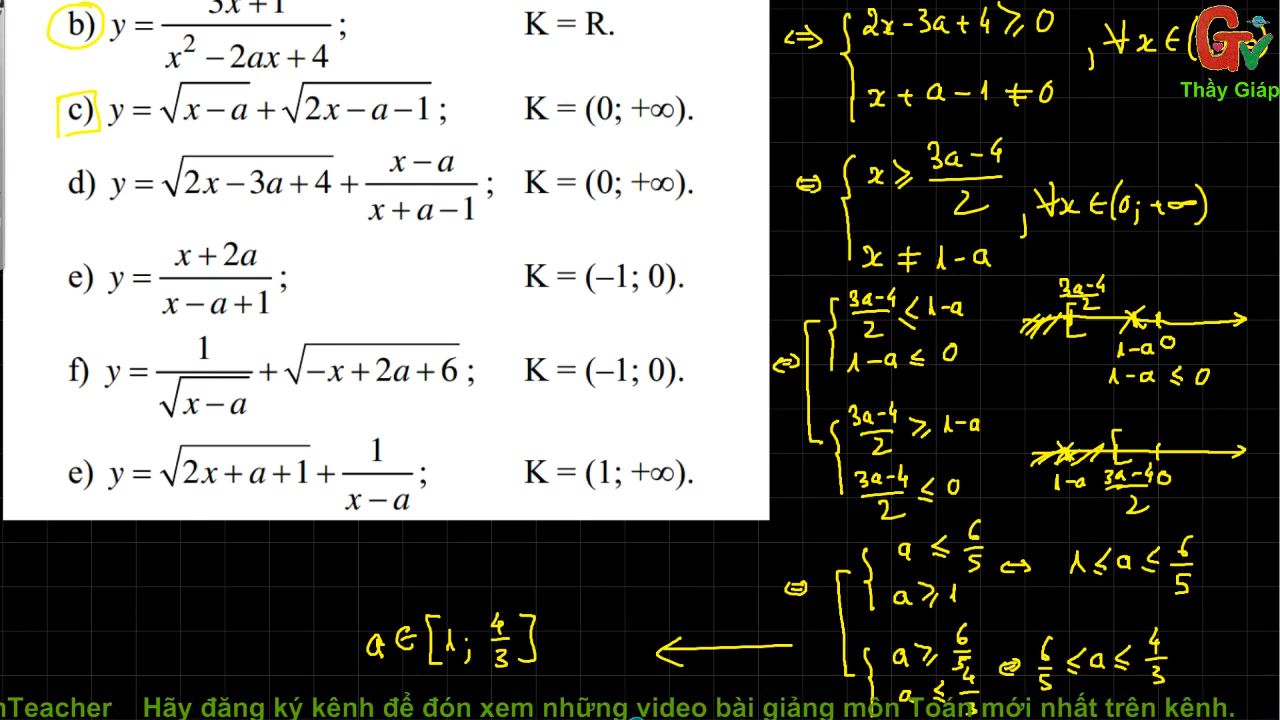 b) y = (3x + 1)/(x² − 2ax + 4) ; K = R.
c) y = √(x − a) + √(2x − a − 1) ; K = (0; +∞).
d) y = √(2x − 3a + 4) + (x − a)/(x + a − 1) ; K = (0; +∞).
e) y = (x + 2a)/(x − a + 1) ; K = (–1; 0).
f) y = 1/√(x − a) + √(−x + 2a + 6) ; K = (–1; 0).
e) y = √(2x + a + 1) + 1/(x − a) ; K = (1; +∞).
⇔ { 2x - 3a + 4 ≥ 0
, ∀x ∈ (
x + a - 1 ≠ 0
Thầy Giáp
⇔ { x ≥ (3a - 4)/2
, ∀x ∈ (0; +∞)
x ≠ 1 - a
⇔ [ { (3a-4)/2 ≤ 1-a
1-a ≤ 0
{ (3a-4)/2 ≥ 1-a
(3a-4)/2 ≤ 0
(3a-4)/2
1-a 0
1-a ≤ 0
1-a (3a-4)/2 0
⇔ [ { a ≤ 6/5
a ≥ 1
⇔ 1 ≤ a ≤ 6/5
{ a ≥ 6/5
a ≤ 4/3
⇔ 6/5 ≤ a ≤ 4/3
a ∈ [1; 4/3] ←
nTeacher Hãy đăng ký kênh để đón xem những video bài giảng môn Toán mới nhất trên kênh.